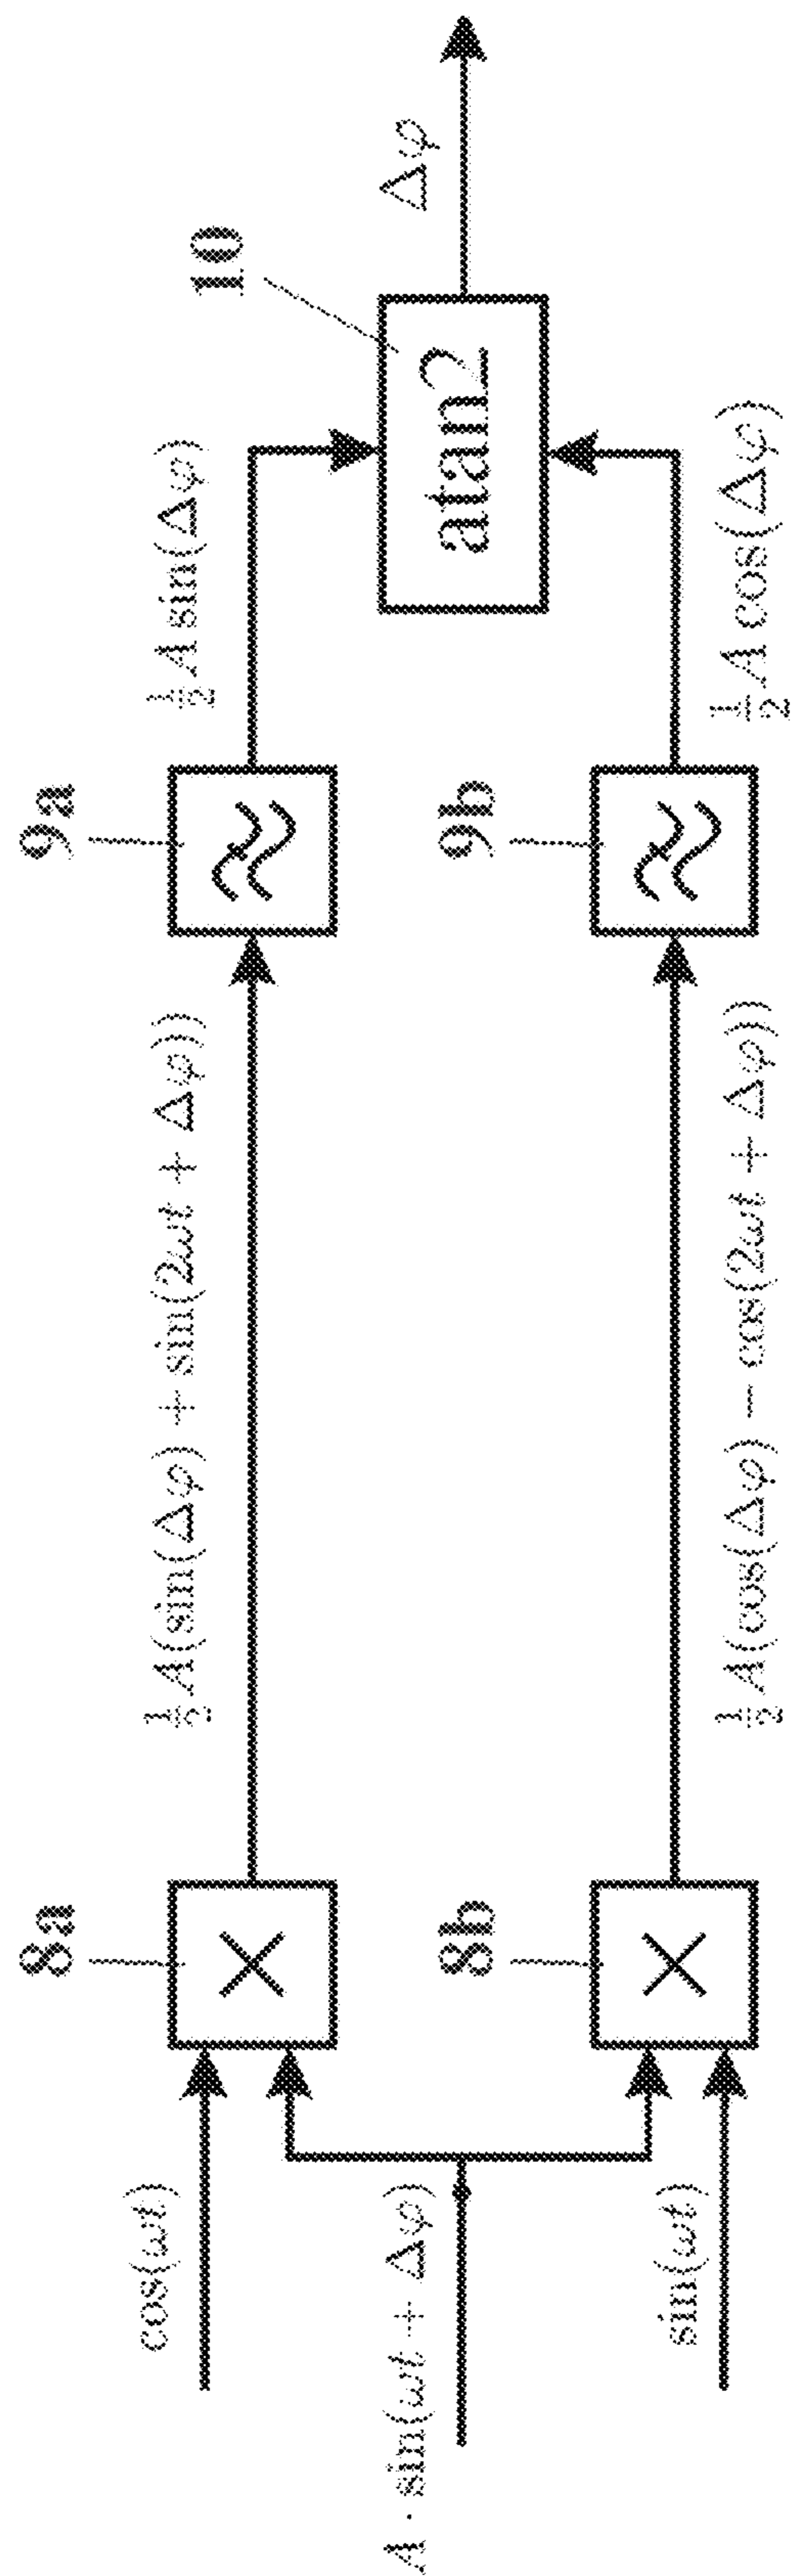 cos(ωt)
A · sin(ωt + Δφ)
sin(ωt)
8a
×
8b
×
½A(sin(Δφ) + sin(2ωt + Δφ))
½A(cos(Δφ) − cos(2ωt + Δφ))
9a
9b
½A sin(Δφ)
½A cos(Δφ)
10
atan2
Δφ